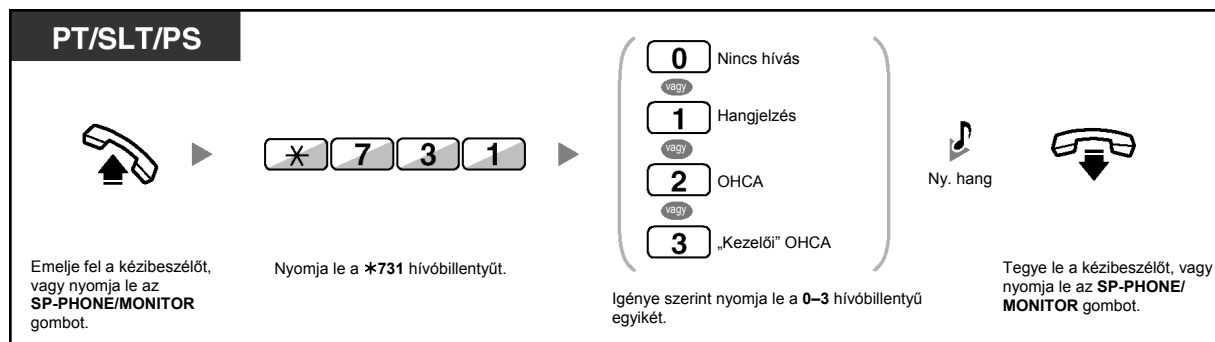 PT/SLT/PS
0 Nincs hívás
vagy
1 Hangjelzés
vagy
2 OHCA
vagy
3 „Kezelői” OHCA
✳ 7 3 1
Ny. hang
Emelje fel a kézibeszélőt,
vagy nyomja le az
SP-PHONE/MONITOR
gombot.
Nyomja le a ✳731 hívóbillentyűt.
Igénye szerint nyomja le a 0–3 hívóbillentyű
egyikét.
Tegye le a kézibeszélőt, vagy
nyomja le az SP-PHONE/
MONITOR gombot.